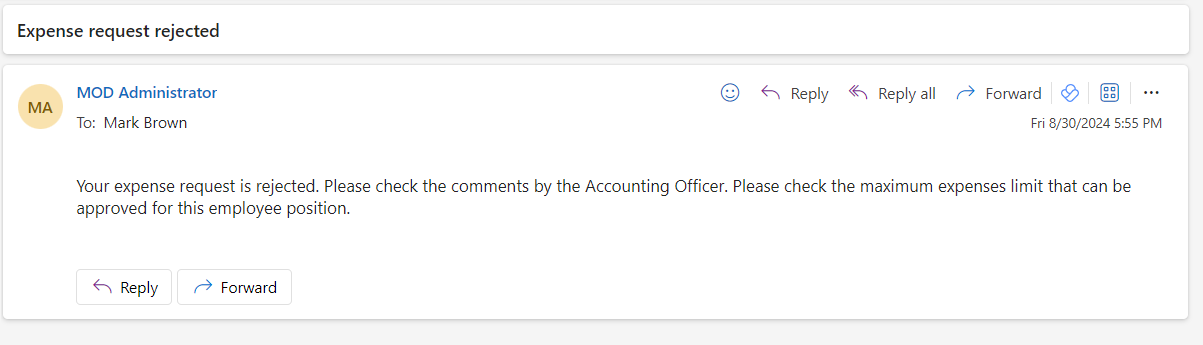 Expense request rejected
MA
MOD Administrator
Reply
Reply all
Forward
To: Mark Brown
Fri 8/30/2024 5:55 PM
Your expense request is rejected. Please check the comments by the Accounting Officer. Please check the maximum expenses limit that can be
approved for this employee position.
Reply
Forward